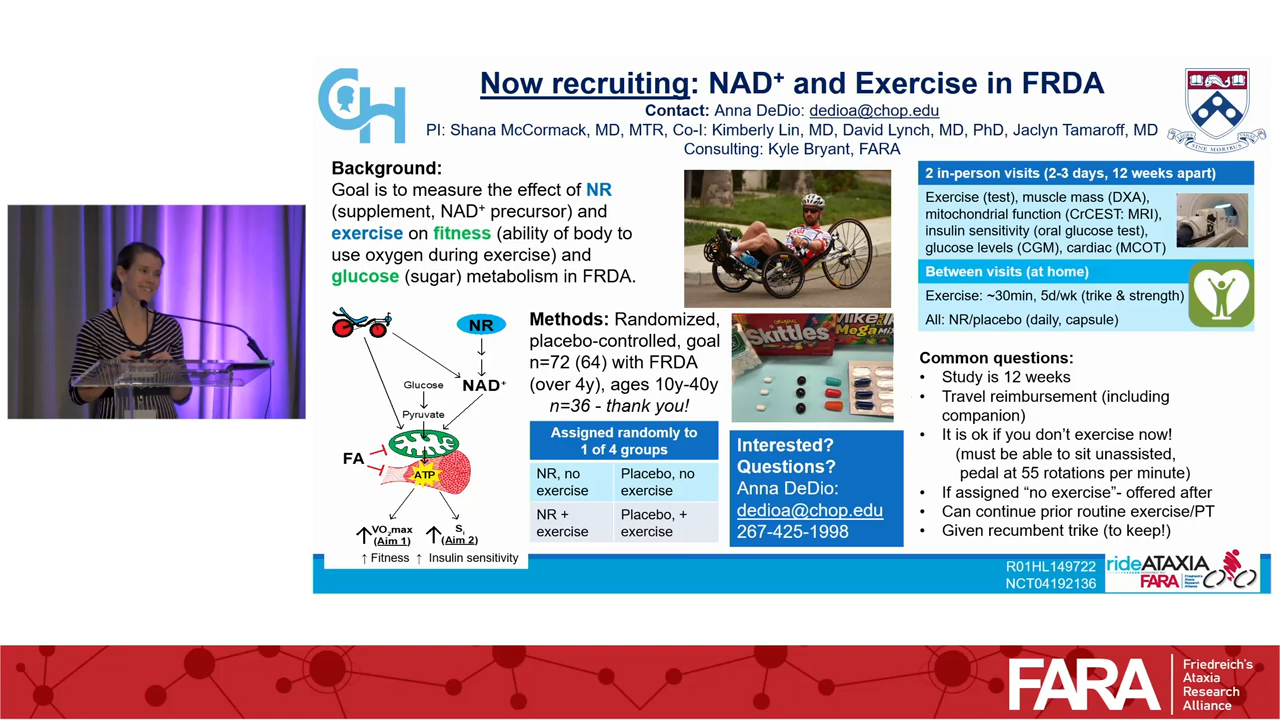 CH
Now recruiting: NAD⁺ and Exercise in FRDA
Contact: Anna DeDio: dedioa@chop.edu
PI: Shana McCormack, MD, MTR, Co-I: Kimberly Lin, MD, David Lynch, MD, PhD, Jaclyn Tamaroff, MD
Consulting: Kyle Bryant, FARA
Background:
Goal is to measure the effect of NR
(supplement, NAD⁺ precursor) and
exercise on fitness (ability of body to
use oxygen during exercise) and
glucose (sugar) metabolism in FRDA.
NR
Glucose
NAD⁺
Pyruvate
FA
ATP
VO₂max
(Aim 1)
Sᵢ
(Aim 2)
↑ Fitness ↑ Insulin sensitivity
Methods: Randomized,
placebo-controlled, goal
n=72 (64) with FRDA
(over 4y), ages 10y-40y
n=36 - thank you!
Assigned randomly to
1 of 4 groups
NR, no
exercise
Placebo, no
exercise
NR +
exercise
Placebo, +
exercise
Skittles
Mike
Mega Mix
Interested?
Questions?
Anna DeDio:
dedioa@chop.edu
267-425-1998
2 in-person visits (2-3 days, 12 weeks apart)
Exercise (test), muscle mass (DXA),
mitochondrial function (CrCEST: MRI),
insulin sensitivity (oral glucose test),
glucose levels (CGM), cardiac (MCOT)
Between visits (at home)
Exercise: ~30min, 5d/wk (trike & strength)
All: NR/placebo (daily, capsule)
Common questions:
• Study is 12 weeks
• Travel reimbursement (including
companion)
• It is ok if you don't exercise now!
(must be able to sit unassisted,
pedal at 55 rotations per minute)
• If assigned “no exercise”- offered after
• Can continue prior routine exercise/PT
• Given recumbent trike (to keep!)
R01HL149722
NCT04192136
rideATAXIA
FARA
FARA
Friedreich's
Ataxia
Research
Alliance